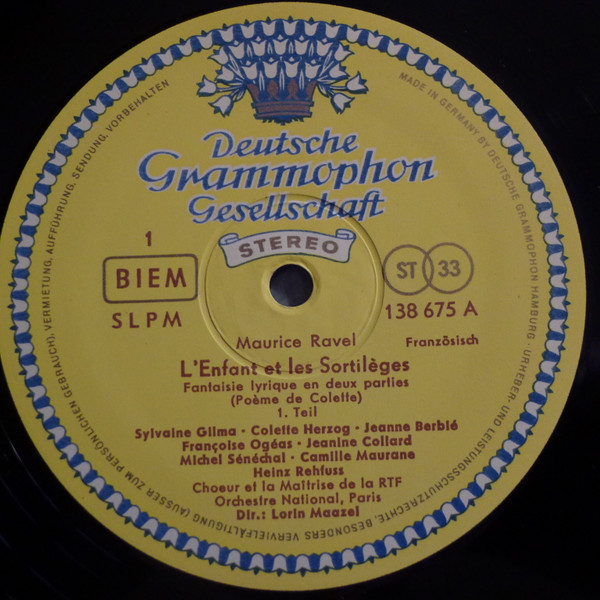 Deutsche
Grammophon
Gesellschaft
STEREO
1
BIEM
SLPM
ST 33
138 675 A
Maurice Ravel
Französisch
L'Enfant et les Sortilèges
Fantaisie lyrique en deux parties
(Poème de Colette)
1. Teil
Sylvaine Gilma · Colette Herzog · Jeanne Berbié
Françoise Ogéas · Jeanine Collard
Michel Sénéchal · Camille Maurane
Heinz Rehfuss
Choeur et la Maîtrise de la RTF
Orchestre National, Paris
Dir.: Lorin Maazel
MADE IN GERMANY BY DEUTSCHE GRAMMOPHON HAMBURG · URHEBER- UND LEISTUNGSSCHUTZRECHTE, BESONDERS VERVIELFÄLTIGUNG (AUSSER ZUM PERSÖNLICHEN GEBRAUCH), VERMIETUNG, AUFFÜHRUNG, SENDUNG, VORBEHALTEN